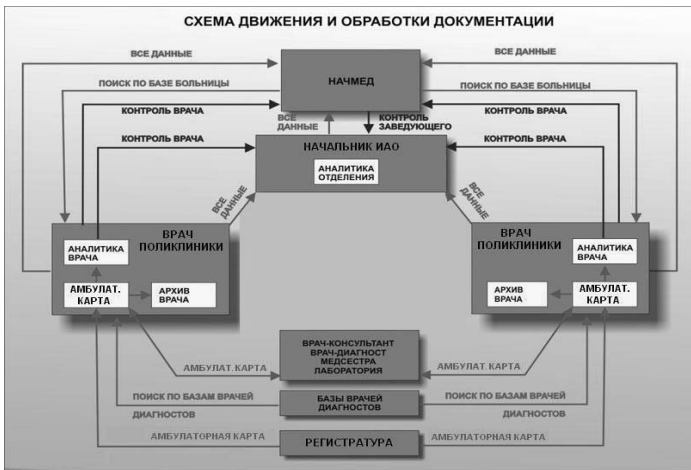 СХЕМА ДВИЖЕНИЯ И ОБРАБОТКИ ДОКУМЕНТАЦИИ
ВСЕ ДАННЫЕ
ВСЕ ДАННЫЕ
НАЧМЕД
ПОИСК ПО БАЗЕ БОЛЬНИЦЫ
ПОИСК ПО БАЗЕ БОЛЬНИЦЫ
КОНТРОЛЬ ВРАЧА
ВСЕ
ДАННЫЕ
КОНТРОЛЬ
ЗАВЕДУЮЩЕГО
КОНТРОЛЬ ВРАЧА
КОНТРОЛЬ ВРАЧА
НАЧАЛЬНИК ИАО
КОНТРОЛЬ ВРАЧА
АНАЛИТИКА
ОТДЕЛЕНИЯ
ВСЕ
ДАННЫЕ
ВСЕ
ДАННЫЕ
ВРАЧ
ПОЛИКЛИНИКИ
АНАЛИТИКА
ВРАЧА
АМБУЛАТ.
КАРТА
АРХИВ
ВРАЧА
ВРАЧ
ПОЛИКЛИНИКИ
АНАЛИТИКА
ВРАЧА
АРХИВ
ВРАЧА
АМБУЛАТ.
КАРТА
ВРАЧ-КОНСУЛЬТАНТ
ВРАЧ-ДИАГНОСТ
МЕДСЕСТРА
ЛАБОРАТОРИЯ
АМБУЛАТ. КАРТА
АМБУЛАТ. КАРТА
ПОИСК ПО БАЗАМ ВРАЧЕЙ
ДИАГНОСТОВ
БАЗЫ ВРАЧЕЙ
ДИАГНОСТОВ
ПОИСК ПО БАЗАМ ВРАЧЕЙ
ДИАГНОСТОВ
АМБУЛАТОРНАЯ КАРТА
РЕГИСТРАТУРА
АМБУЛАТОРНАЯ КАРТА